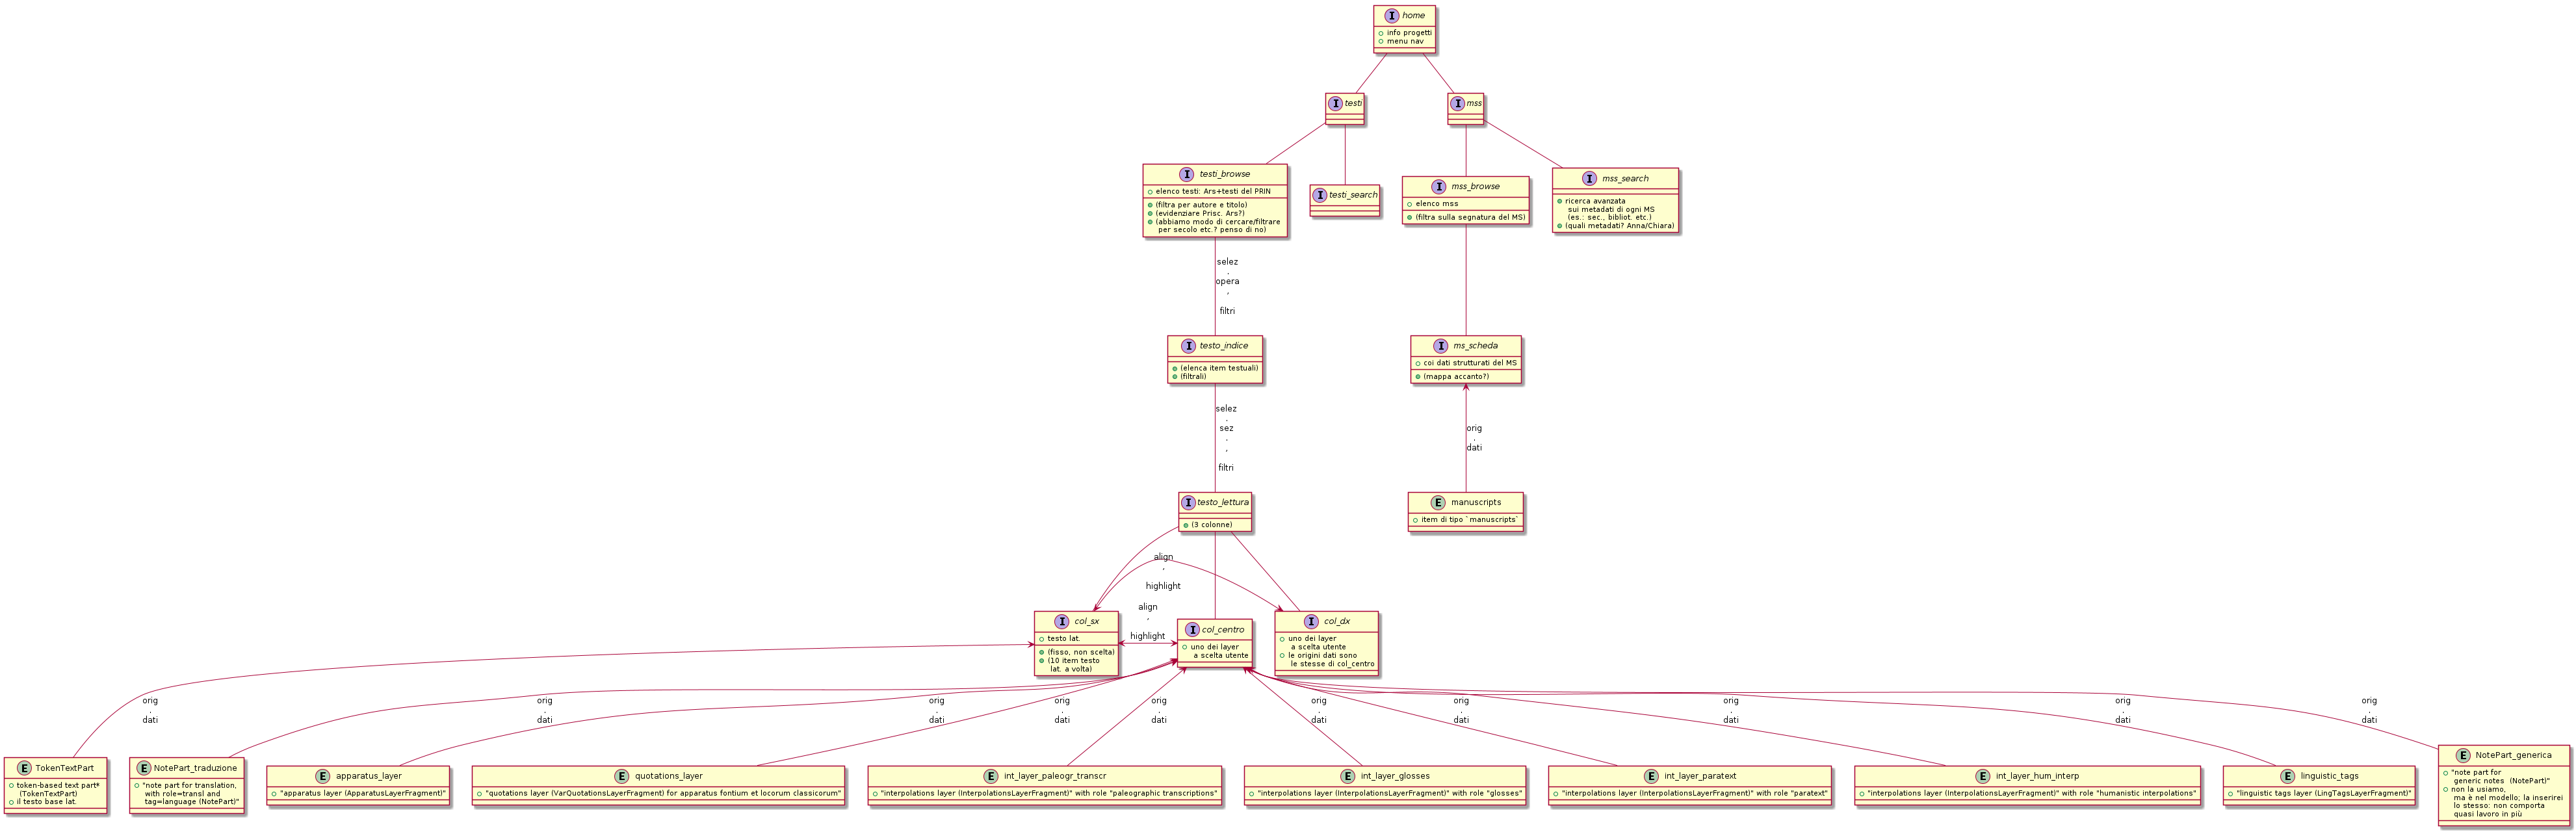 I home
info progetti
menu nav
I testi
I mss
I testi_browse
elenco testi: Ars+testi del PRIN
(filtra per autore e titolo)
(evidenziare Prisc. Ars?)
(abbiamo modo di cercare/filtrare
per secolo etc.? penso di no)
I testi_search
I mss_browse
elenco mss
(filtra sulla segnatura del MS)
I mss_search
ricerca avanzata
sui metadati di ogni MS
(es.: sec., bibliot. etc.)
(quali metadati? Anna/Chiara)
selez
.
opera
,
filtri
I testo_indice
(elenca item testuali)
(filtrali)
I ms_scheda
coi dati strutturati del MS
(mappa accanto?)
selez
.
sez
.
,
filtri
orig
.
dati
I testo_lettura
(3 colonne)
E manuscripts
item di tipo `manuscripts`
align
,
highlight
align
,
highlight
I col_sx
testo lat.
(fisso, non scelta)
(10 item testo
lat. a volta)
I col_centro
uno dei layer
a scelta utente
I col_dx
uno dei layer
a scelta utente
le origini dati sono
le stesse di col_centro
orig
.
dati
orig
.
dati
orig
.
dati
orig
.
dati
orig
.
dati
orig
.
dati
orig
.
dati
orig
.
dati
orig
.
dati
orig
.
dati
E TokenTextPart
token-based text part*
(TokenTextPart)
il testo base lat.
E NotePart_traduzione
"note part for translation,
with role=transl and
tag=language (NotePart)"
E apparatus_layer
"apparatus layer (ApparatusLayerFragment)"
E quotations_layer
"quotations layer (VarQuotationsLayerFragment) for apparatus fontium et locorum classicorum"
E int_layer_paleogr_transcr
"interpolations layer (InterpolationsLayerFragment)" with role "paleographic transcriptions"
E int_layer_glosses
"interpolations layer (InterpolationsLayerFragment)" with role "glosses"
E int_layer_paratext
"interpolations layer (InterpolationsLayerFragment)" with role "paratext"
E int_layer_hum_interp
"interpolations layer (InterpolationsLayerFragment)" with role "humanistic interpolations"
E linguistic_tags
"linguistic tags layer (LingTagsLayerFragment)"
E NotePart_generica
"note part for
generic notes (NotePart)"
non la usiamo,
ma è nel modello; la inserirei
lo stesso: non comporta
quasi lavoro in più